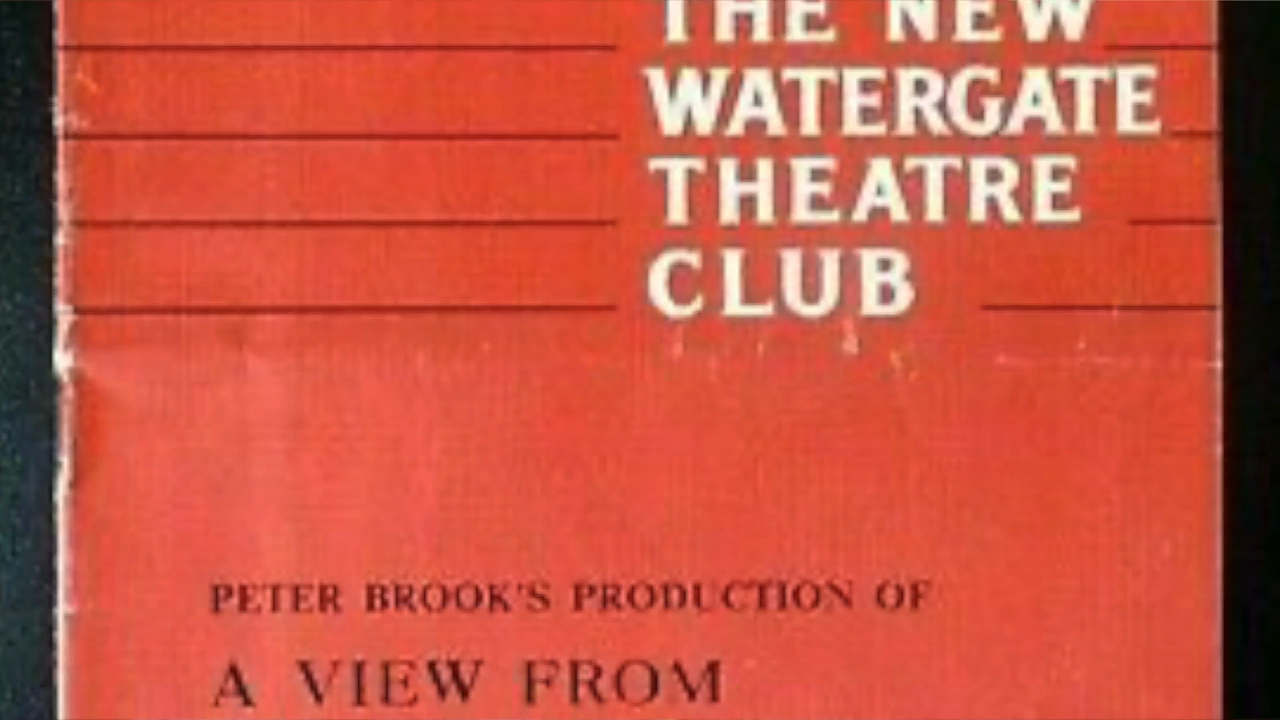 THE NEW
WATERGATE
THEATRE
CLUB
PETER BROOK'S PRODUCTION OF
A VIEW FROM